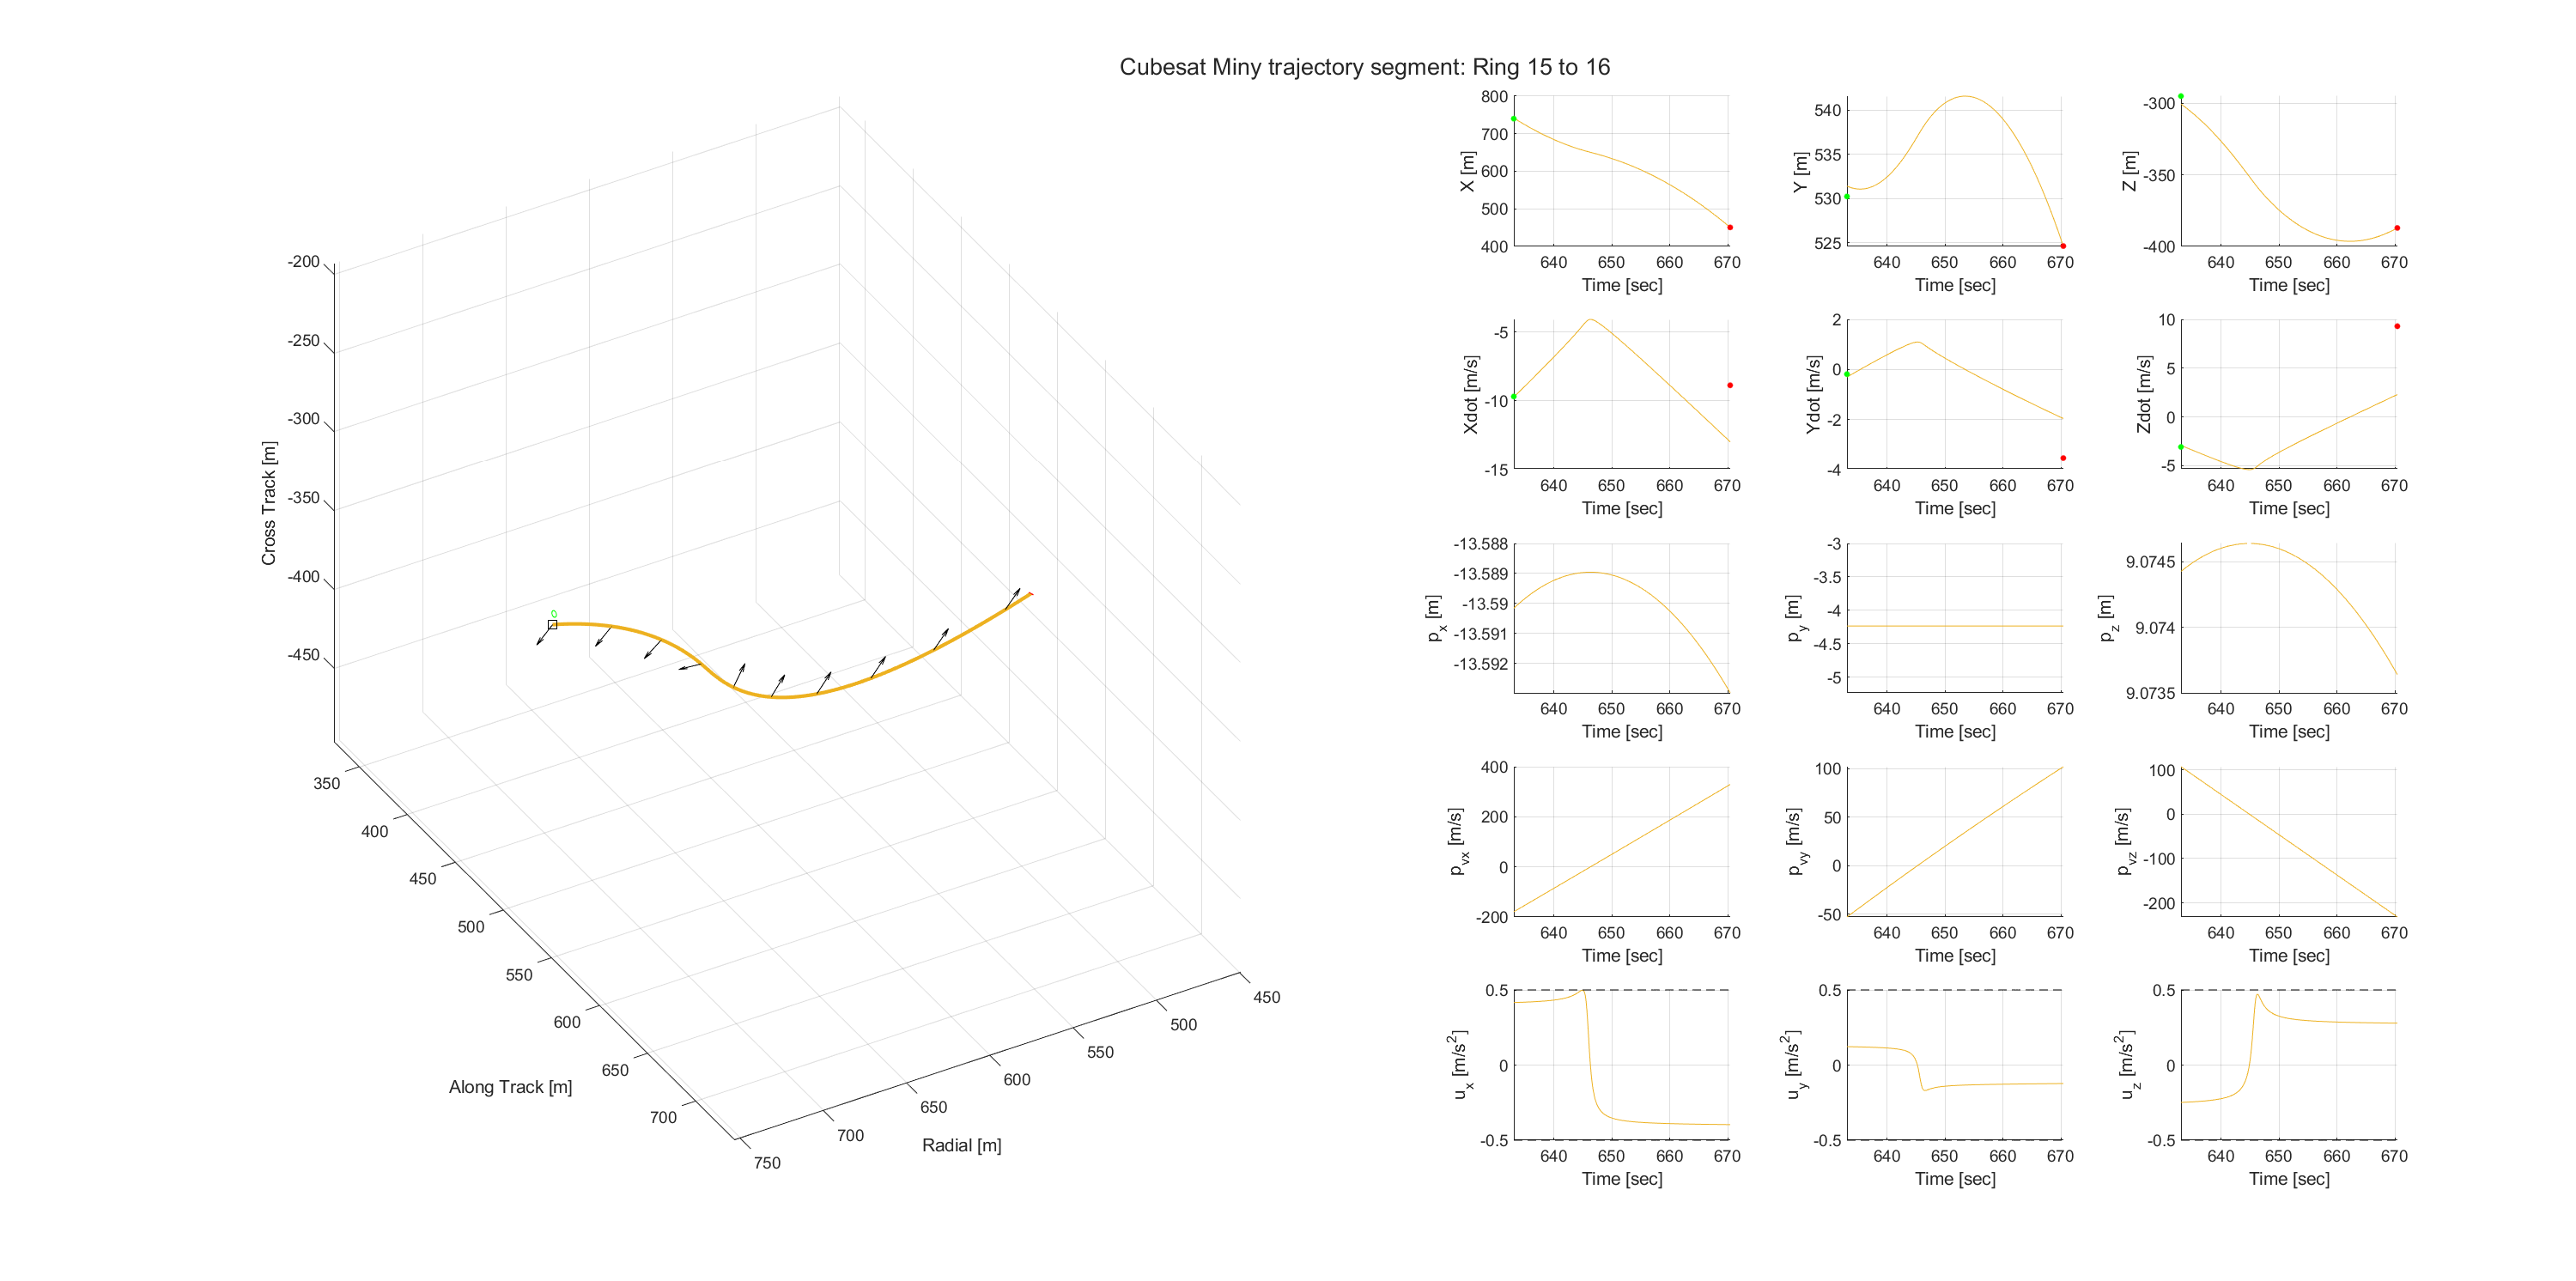 Cubesat Miny trajectory segment: Ring 15 to 16
-200
-250
-300
-350
-400
-450
Cross Track [m]
350
400
450
500
550
600
650
700
Along Track [m]
750
700
650
600
550
500
450
Radial [m]
800
700
600
500
400
X [m]
640 650 660 670
Time [sec]
540
535
530
525
Y [m]
640 650 660 670
Time [sec]
-300
-350
-400
Z [m]
640 650 660 670
Time [sec]
-5
-10
-15
Xdot [m/s]
640 650 660 670
Time [sec]
2
0
-2
-4
Ydot [m/s]
640 650 660 670
Time [sec]
10
5
0
-5
Zdot [m/s]
640 650 660 670
Time [sec]
-13.588
-13.589
-13.59
-13.591
-13.592
p_x [m]
640 650 660 670
Time [sec]
-3
-3.5
-4
-4.5
-5
p_y [m]
640 650 660 670
Time [sec]
9.0745
9.074
9.0735
p_z [m]
640 650 660 670
Time [sec]
400
200
0
-200
p_vx [m/s]
640 650 660 670
Time [sec]
100
50
0
-50
p_vy [m/s]
640 650 660 670
Time [sec]
100
0
-100
-200
p_vz [m/s]
640 650 660 670
Time [sec]
0.5
0
-0.5
u_x [m/s²]
640 650 660 670
Time [sec]
0.5
0
-0.5
u_y [m/s²]
640 650 660 670
Time [sec]
0.5
0
-0.5
u_z [m/s²]
640 650 660 670
Time [sec]